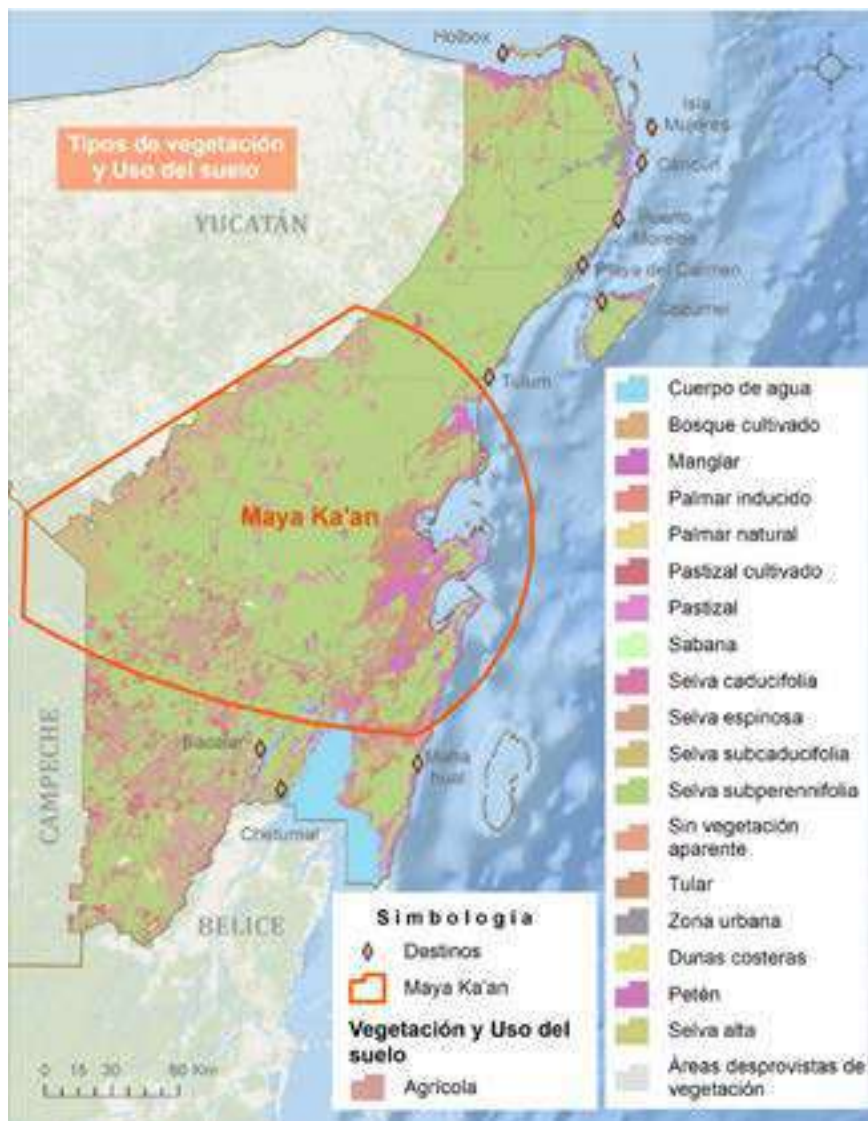 Holbox
Isla
Mujeres
Tipos de vegetación
y Uso del suelo
Cancún
YUCATÁN
Puerto
Morelos
Playa del Carmen
Cozumel
Tulum
Cuerpo de agua
Bosque cultivado
Manglar
Palmar inducido
Palmar natural
Pastizal cultivado
Pastizal
Sabana
Selva caducifolia
Selva espinosa
Selva subcaducifolia
Selva subperennifolia
Sin vegetación
aparente
Tular
Zona urbana
Dunas costeras
Petén
Selva alta
Áreas desprovistas de
vegetación
Maya Ka'an
CAMPECHE
Bacalar
Maha
hual
Chetumal
BELICE
Simbología
Destinos
Maya Ka'an
Vegetación y Uso del
suelo
Agrícola
0 15 30 60 Km